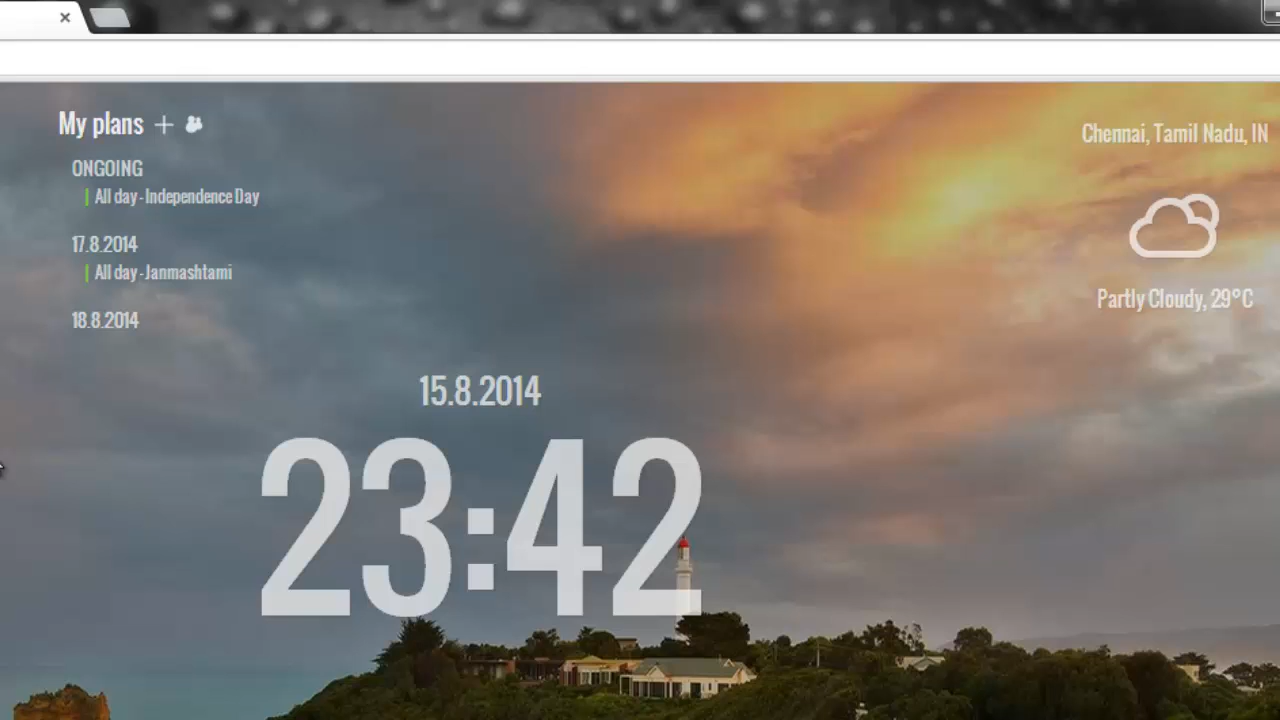 My plans
ONGOING
All day - Independence Day
17.8.2014
All day - Janmashtami
18.8.2014
Chennai, Tamil Nadu, IN
Partly Cloudy, 29°C
15.8.2014
23:42